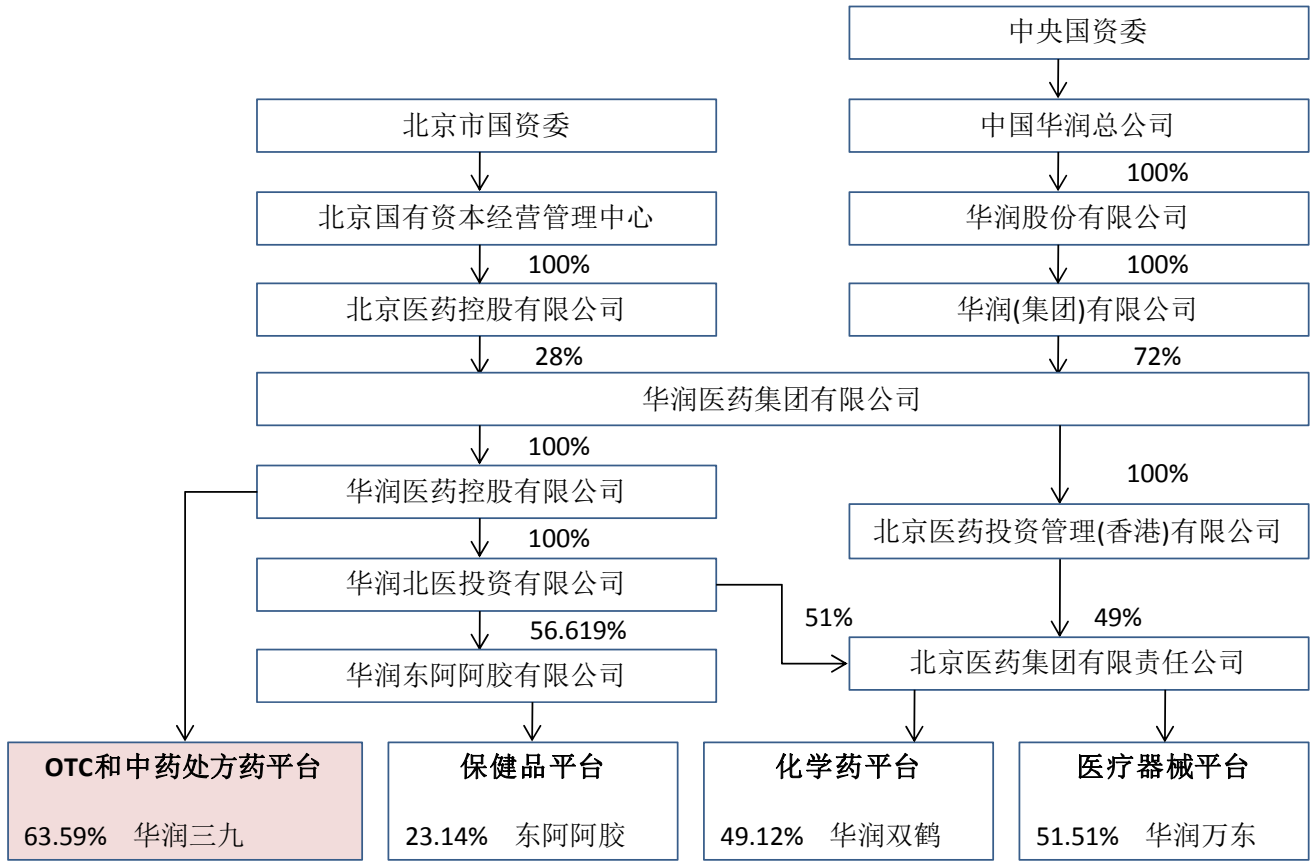 中央国资委
北京市国资委
中国华润总公司
100%
北京国有资本经营管理中心
华润股份有限公司
100%
100%
北京医药控股有限公司
华润(集团)有限公司
28%
72%
华润医药集团有限公司
100%
100%
华润医药控股有限公司
北京医药投资管理(香港)有限公司
100%
华润北医投资有限公司
56.619%
51%
49%
华润东阿阿胶有限公司
北京医药集团有限责任公司
OTC和中药处方药平台
63.59% 华润三九
保健品平台
23.14% 东阿阿胶
化学药平台
49.12% 华润双鹤
医疗器械平台
51.51% 华润万东